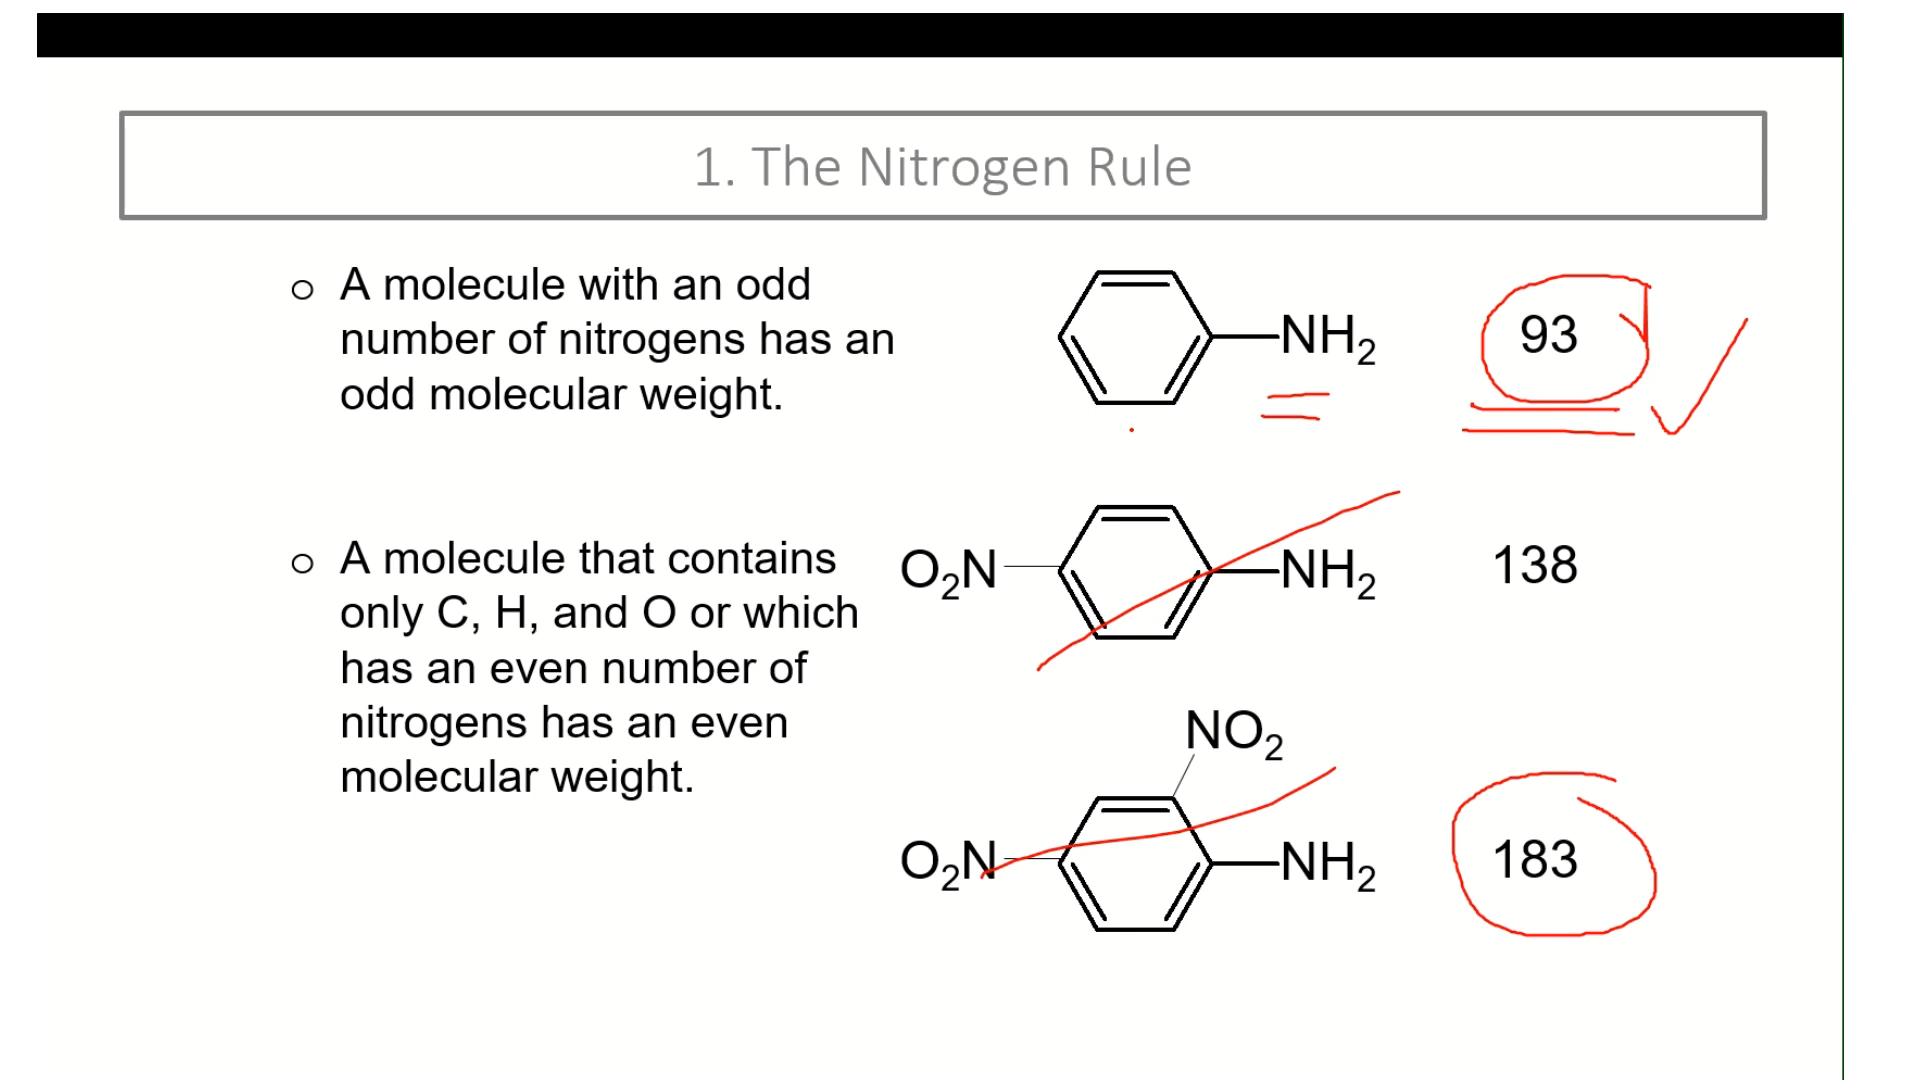 1. The Nitrogen Rule
o A molecule with an odd
number of nitrogens has an
odd molecular weight.
NH₂ 93
o A molecule that contains
only C, H, and O or which
has an even number of
nitrogens has an even
molecular weight.
O₂N NH₂ 138
NO₂
O₂N NH₂ 183